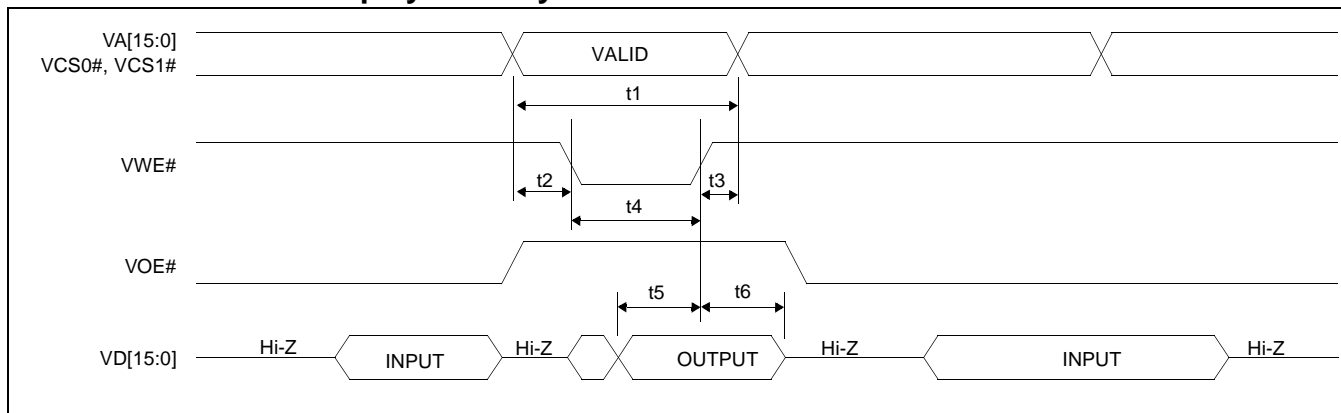 VA[15:0]
VCS0#, VCS1#
VALID
t1
VWE#
t2
t3
t4
VOE#
t5
t6
VD[15:0]
Hi-Z
INPUT
Hi-Z
OUTPUT
Hi-Z
INPUT
Hi-Z